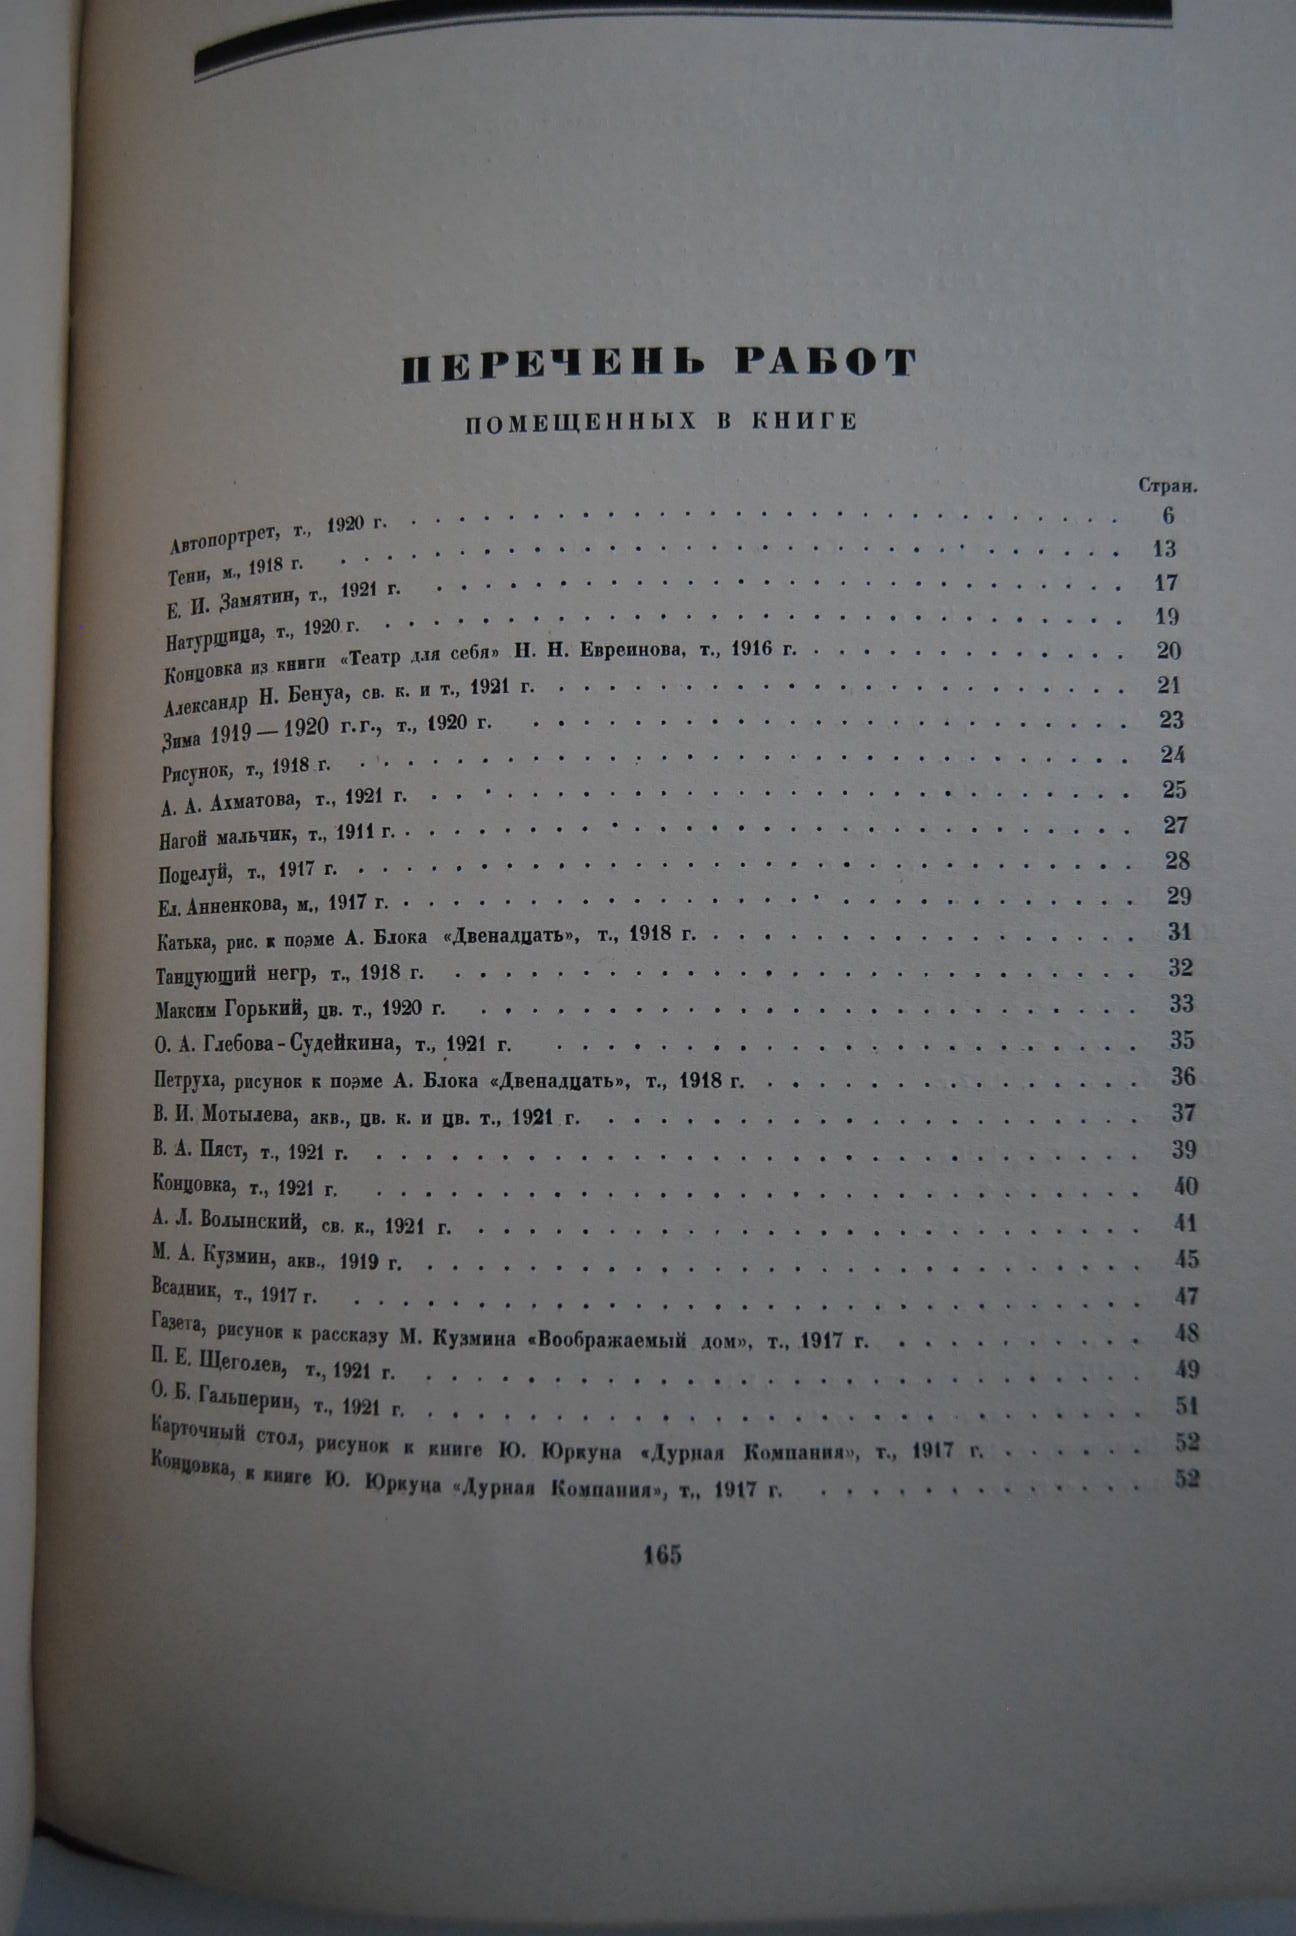 ПЕРЕЧЕНЬ РАБОТ
ПОМЕЩЕННЫХ В КНИГЕ
Стран.
Автопортрет, т., 1920 г. 6
Тени, м., 1918 г. 13
Е. И. Замятин, т., 1921 г. 17
Натурщица, т., 1920 г. 19
Концовка из книги «Театр для себя» Н. Н. Евреинова, т., 1916 г. 20
Александр Н. Бенуа, св. к. и т., 1921 г. 21
Зима 1919 — 1920 г.г., т., 1920 г. 23
Рисунок, т., 1918 г. 24
А. А. Ахматова, т., 1921 г. 25
Нагой мальчик, т., 1911 г. 27
Поцелуй, т., 1917 г. 28
Ел. Анненкова, м., 1917 г. 29
Катька, рис. к поэме А. Блока «Двенадцать», т., 1918 г. 31
Танцующий негр, т., 1918 г. 32
Максим Горький, цв. т., 1920 г. 33
О. А. Глебова-Судейкина, т., 1921 г. 35
Петруха, рисунок к поэме А. Блока «Двенадцать», т., 1918 г. 36
В. И. Мотылева, акв., цв. к. и цв. т., 1921 г. 37
В. А. Пяст, т., 1921 г. 39
Концовка, т., 1921 г. 40
А. Л. Волынский, св. к., 1921 г. 41
М. А. Кузмин, акв., 1919 г. 45
Всадник, т., 1917 г. 47
Газета, рисунок к рассказу М. Кузмина «Воображаемый дом», т., 1917 г. 48
П. Е. Щеголев, т., 1921 г. 49
О. Б. Гальперин, т., 1921 г. 51
Карточный стол, рисунок к книге Ю. Юркуна «Дурная Компания», т., 1917 г. 52
Концовка, к книге Ю. Юркуна «Дурная Компания», т., 1917 г. 52
165